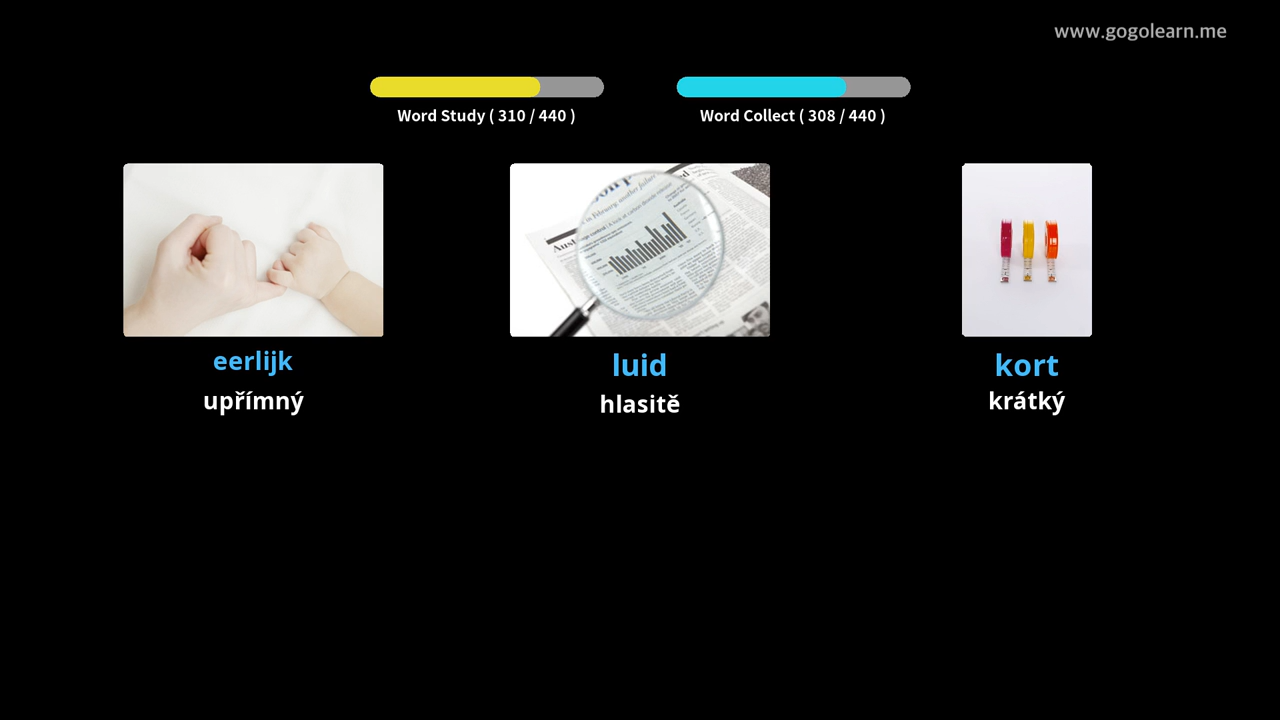 www.gogolearn.me
Word Study ( 310 / 440 )
Word Collect ( 308 / 440 )
eerlijk
upřímný
luid
hlasitě
kort
krátký